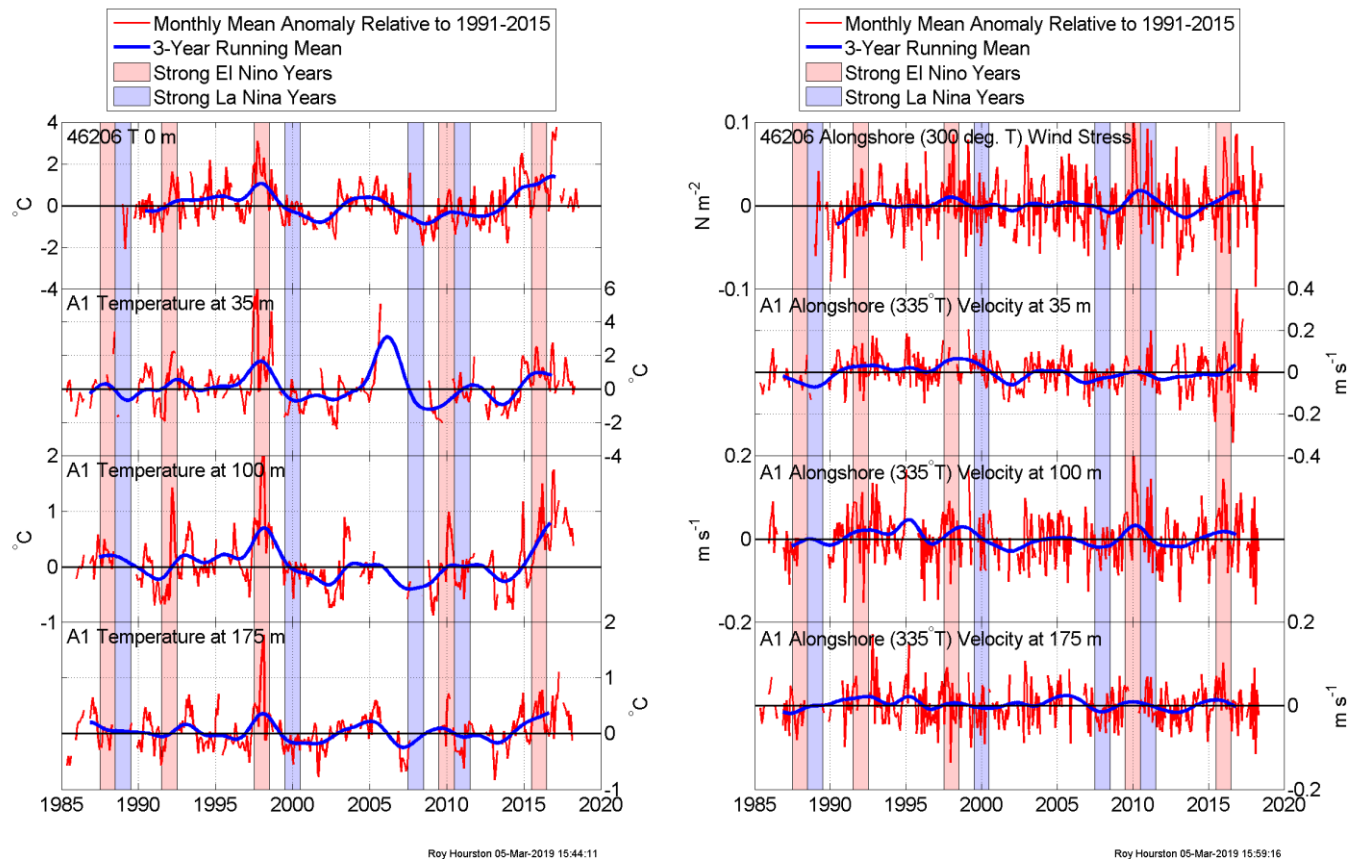 Monthly Mean Anomaly Relative to 1991-2015
3-Year Running Mean
Strong El Nino Years
Strong La Nina Years
4
2
0
-2
-4
°C
46206 T 0 m
6
4
2
0
-2
-4
°C
A1 Temperature at 35 m
2
1
0
-1
°C
A1 Temperature at 100 m
2
1
0
-1
°C
A1 Temperature at 175 m
1985 1990 1995 2000 2005 2010 2015 2020
Roy Hourston 05-Mar-2019 15:44:11
Monthly Mean Anomaly Relative to 1991-2015
3-Year Running Mean
Strong El Nino Years
Strong La Nina Years
0.1
0
-0.1
N m-2
46206 Alongshore (300 deg. T) Wind Stress
0.4
0.2
0
-0.2
-0.4
m s-1
A1 Alongshore (335°T) Velocity at 35 m
0.2
0
-0.2
m s-1
A1 Alongshore (335°T) Velocity at 100 m
0.2
0
-0.2
m s-1
A1 Alongshore (335°T) Velocity at 175 m
1985 1990 1995 2000 2005 2010 2015 2020
Roy Hourston 05-Mar-2019 15:59:16